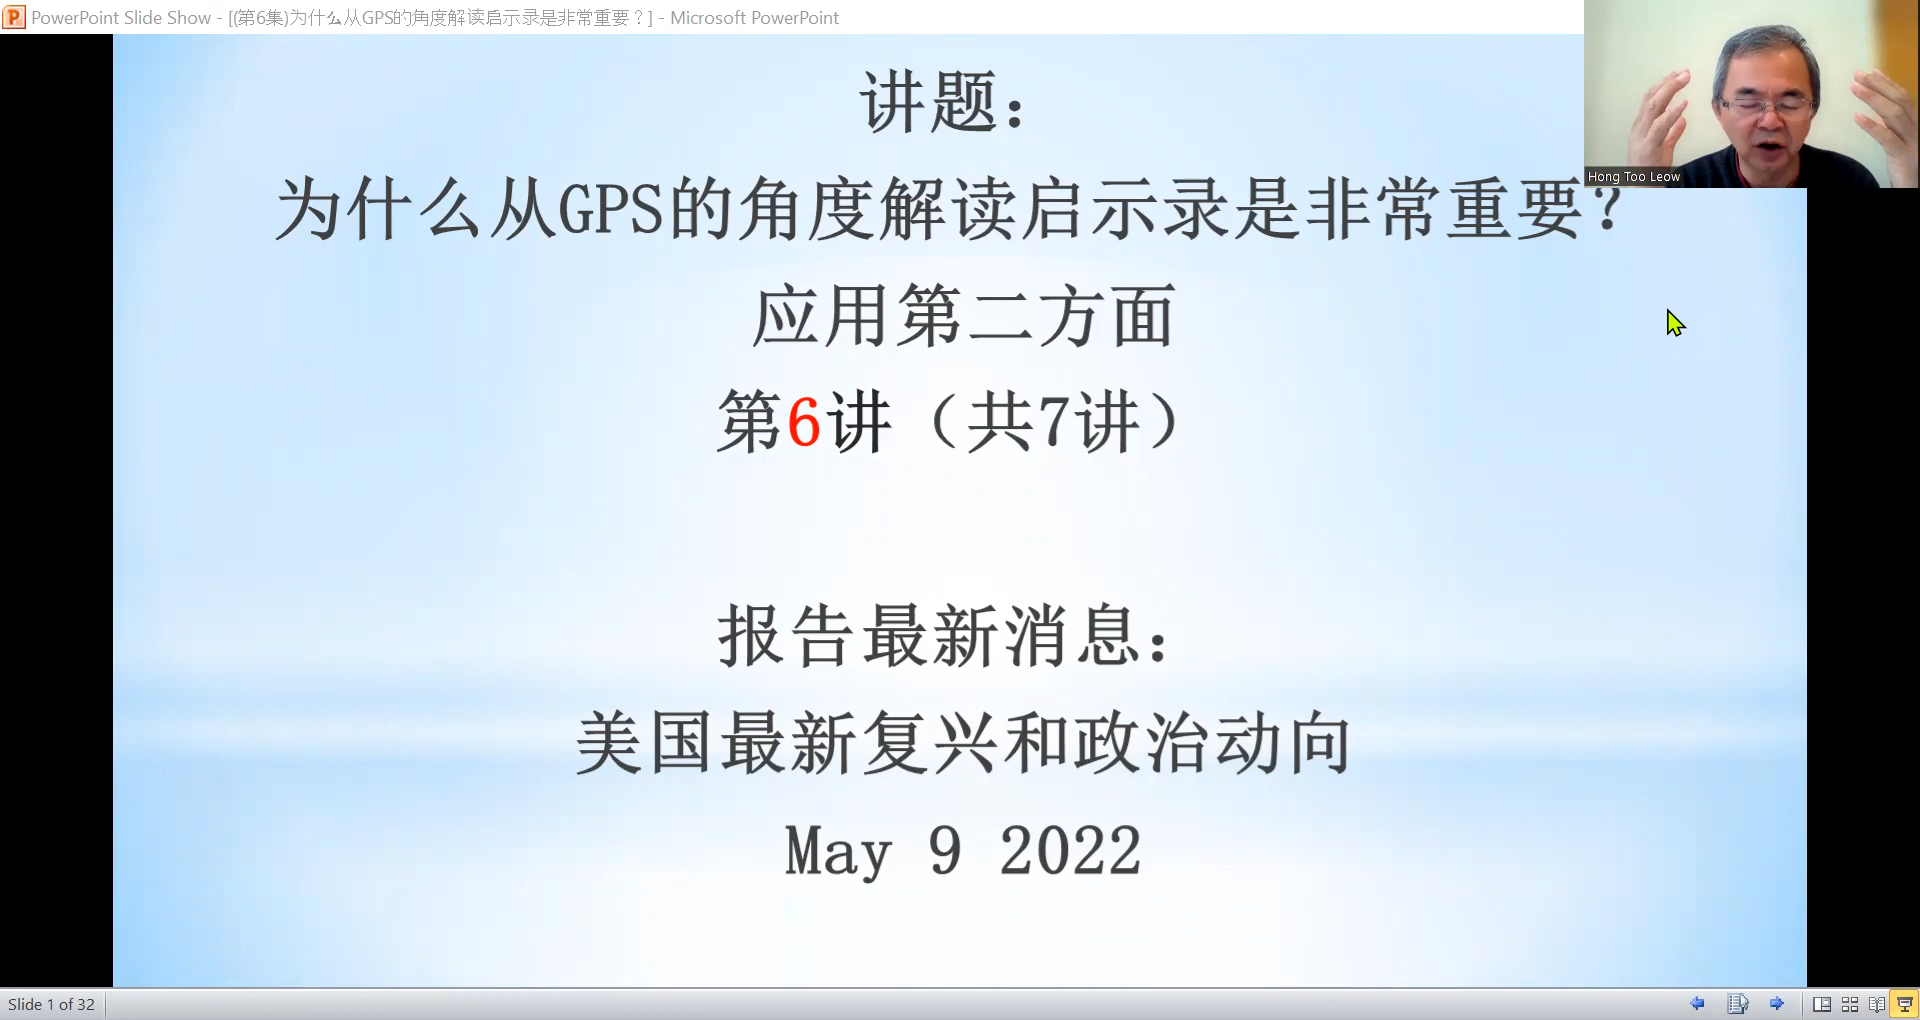 PowerPoint Slide Show - [(第6集)为什么从GPS的角度解读启示录是非常重要？] - Microsoft PowerPoint
Hong Too Leow
讲题：
为什么从GPS的角度解读启示录是非常重要？
应用第二方面
第6讲（共7讲）
报告最新消息：
美国最新复兴和政治动向
May 9 2022
Slide 1 of 32